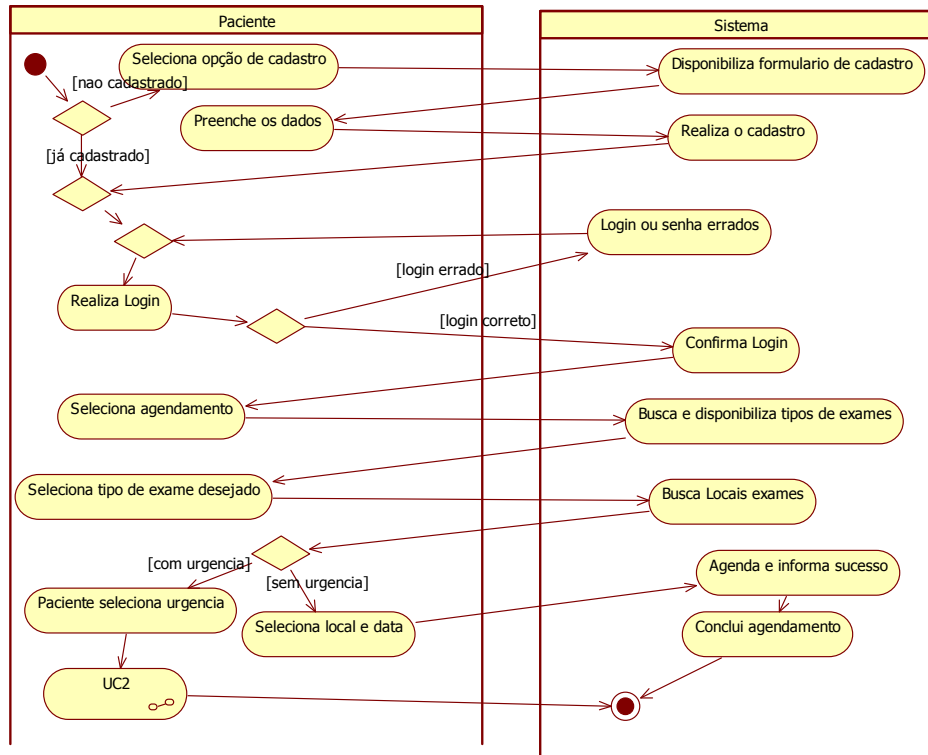 Paciente
Sistema
Seleciona opção de cadastro
Disponibiliza formulario de cadastro
[nao cadastrado]
Preenche os dados
Realiza o cadastro
[já cadastrado]
Login ou senha errados
[login errado]
Realiza Login
[login correto]
Confirma Login
Seleciona agendamento
Busca e disponibiliza tipos de exames
Seleciona tipo de exame desejado
Busca Locais exames
[com urgencia]
[sem urgencia]
Agenda e informa sucesso
Paciente seleciona urgencia
Seleciona local e data
Conclui agendamento
UC2